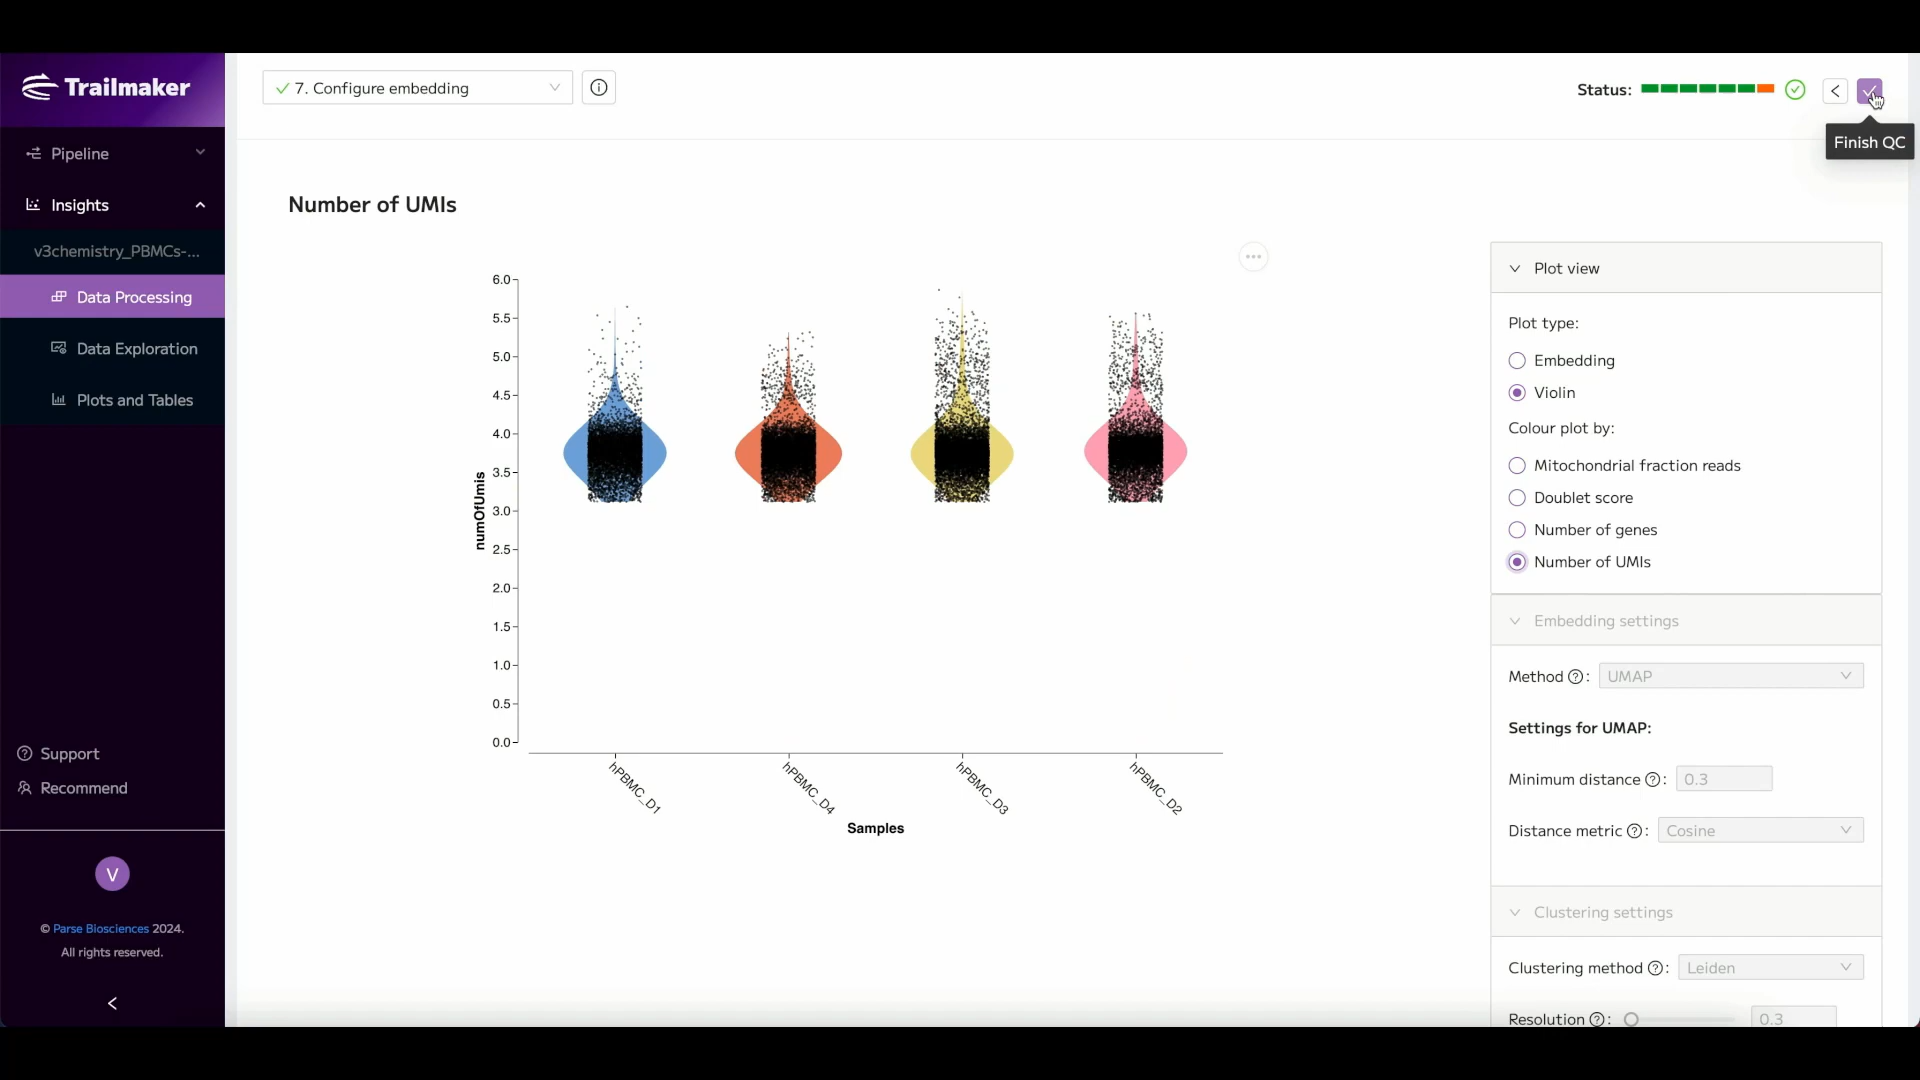 Trailmaker
7. Configure embedding
Status:
Finish QC
Pipeline
Insights
v3chemistry_PBMCs-...
Data Processing
Data Exploration
Plots and Tables
Support
Recommend
V
© Parse Biosciences 2024.
All rights reserved.
Number of UMIs
6.0
5.5
5.0
4.5
4.0
3.5
3.0
2.5
2.0
1.5
1.0
0.5
0.0
numOfUmis
hPBMC_D1
hPBMC_D4
hPBMC_D3
hPBMC_D2
Samples
Plot view
Plot type:
Embedding
Violin
Colour plot by:
Mitochondrial fraction reads
Doublet score
Number of genes
Number of UMIs
Embedding settings
Method ?: UMAP
Settings for UMAP:
Minimum distance ?: 0.3
Distance metric ?: Cosine
Clustering settings
Clustering method ?: Leiden
Resolution ?: 0.3